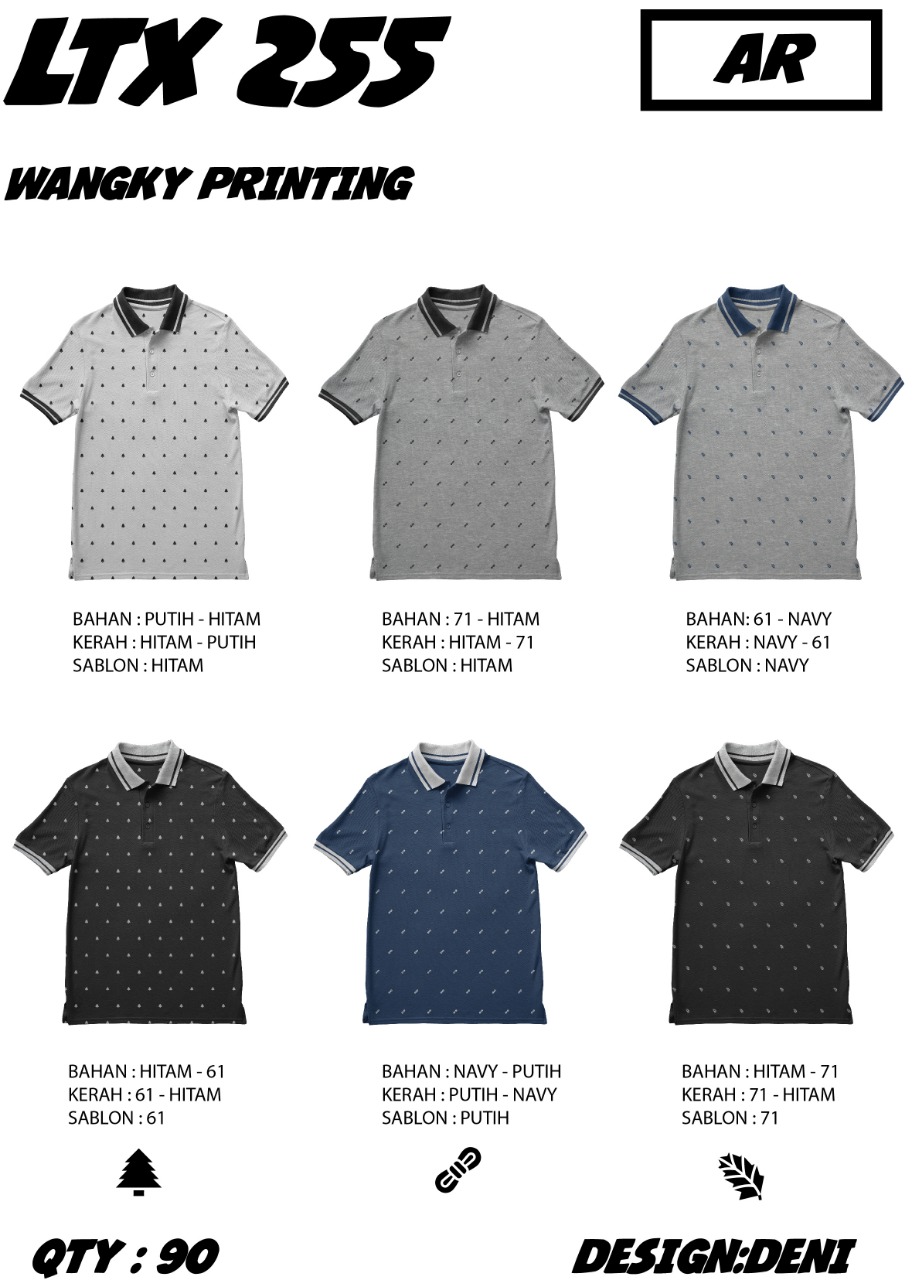 LTX 255
AR
WANGKY PRINTING
BAHAN : PUTIH - HITAM
KERAH : HITAM - PUTIH
SABLON : HITAM
BAHAN : 71 - HITAM
KERAH : HITAM - 71
SABLON : HITAM
BAHAN: 61 - NAVY
KERAH : NAVY - 61
SABLON : NAVY
BAHAN : HITAM - 61
KERAH : 61 - HITAM
SABLON : 61
BAHAN : NAVY - PUTIH
KERAH : PUTIH - NAVY
SABLON : PUTIH
BAHAN : HITAM - 71
KERAH : 71 - HITAM
SABLON : 71
QTY : 90
DESIGN:DENI